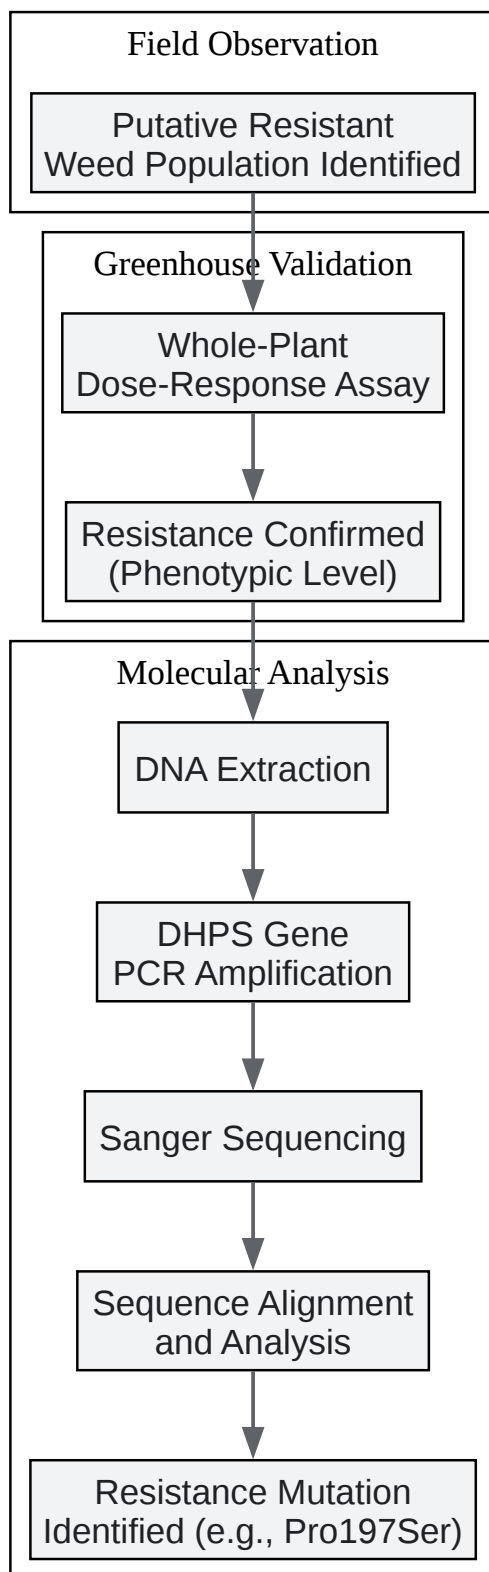 Field Observation
Putative Resistant
Weed Population Identified
Greenhouse Validation
Whole-Plant
Dose-Response Assay
Resistance Confirmed
(Phenotypic Level)
Molecular Analysis
DNA Extraction
DHPS Gene
PCR Amplification
Sanger Sequencing
Sequence Alignment
and Analysis
Resistance Mutation
Identified (e.g., Pro197Ser)